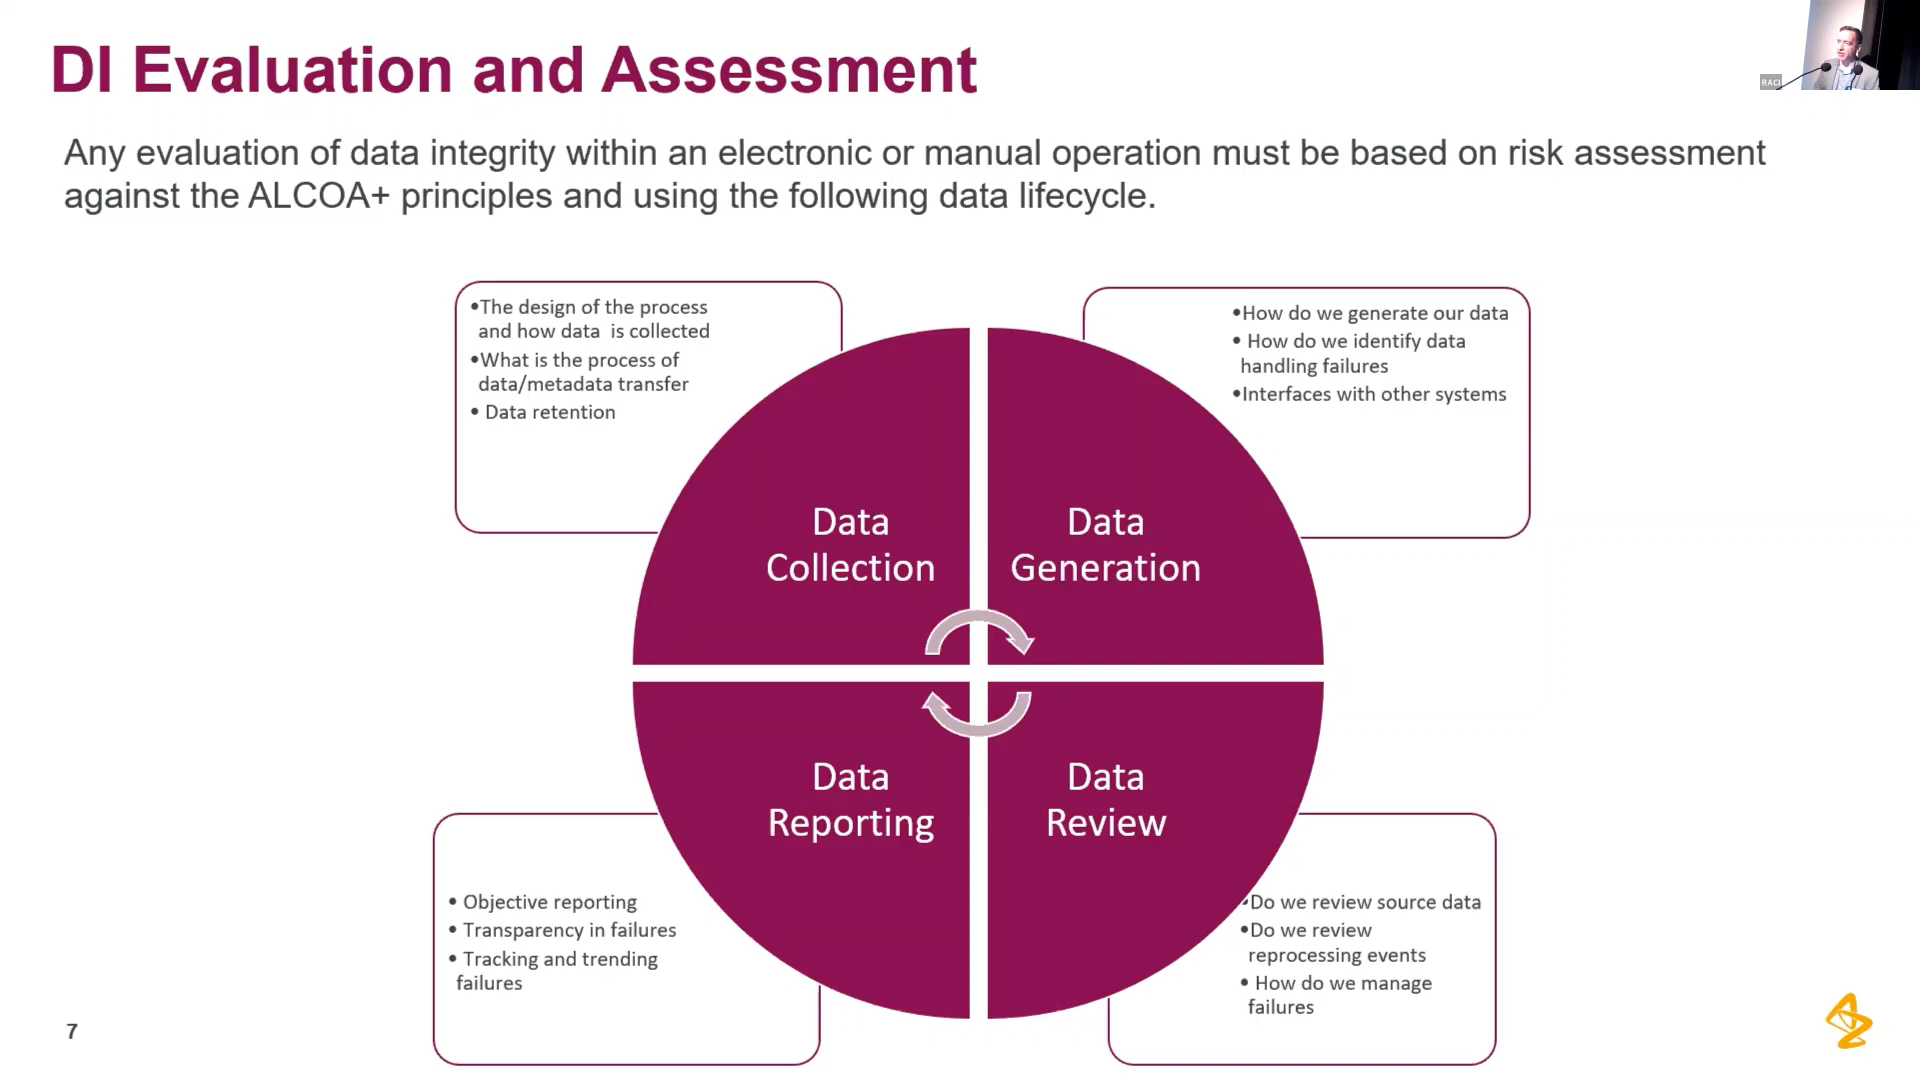 DI Evaluation and Assessment
RACI
Any evaluation of data integrity within an electronic or manual operation must be based on risk assessment
against the ALCOA+ principles and using the following data lifecycle.
•The design of the process
and how data is collected
•What is the process of
data/metadata transfer
• Data retention
•How do we generate our data
• How do we identify data
handling failures
•Interfaces with other systems
Data
Collection
Data
Generation
Data
Reporting
Data
Review
• Objective reporting
• Transparency in failures
• Tracking and trending
failures
•Do we review source data
•Do we review
reprocessing events
• How do we manage
failures
7